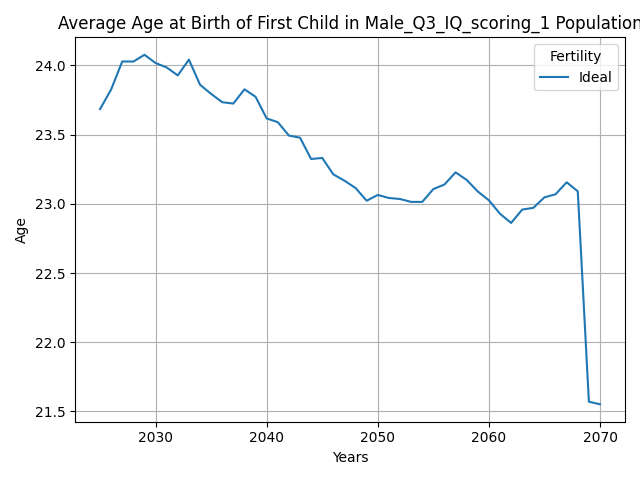 Average Age at Birth of First Child in Male_Q3_IQ_scoring_1 Population
Fertility
Ideal
24.0
23.5
23.0
22.5
22.0
21.5
Age
2030 2040 2050 2060 2070
Years